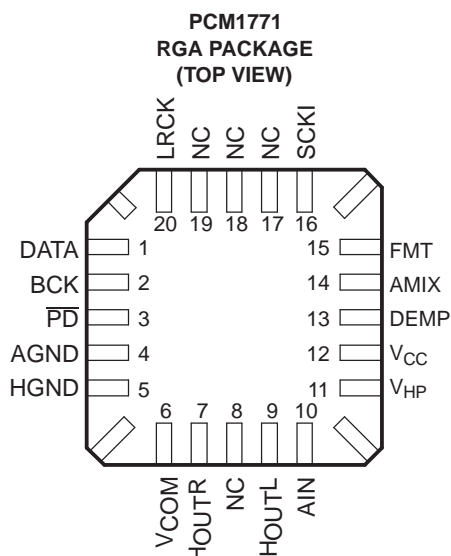 PCM1771
RGA PACKAGE
(TOP VIEW)
LRCK
NC
NC
NC
SCKI
20 19 18 17 16
DATA 1
BCK 2
PD 3
AGND 4
HGND 5
15 FMT
14 AMIX
13 DEMP
12 VCC
11 VHP
6 7 8 9 10
VCOM
HOUTR
NC
HOUTL
AIN